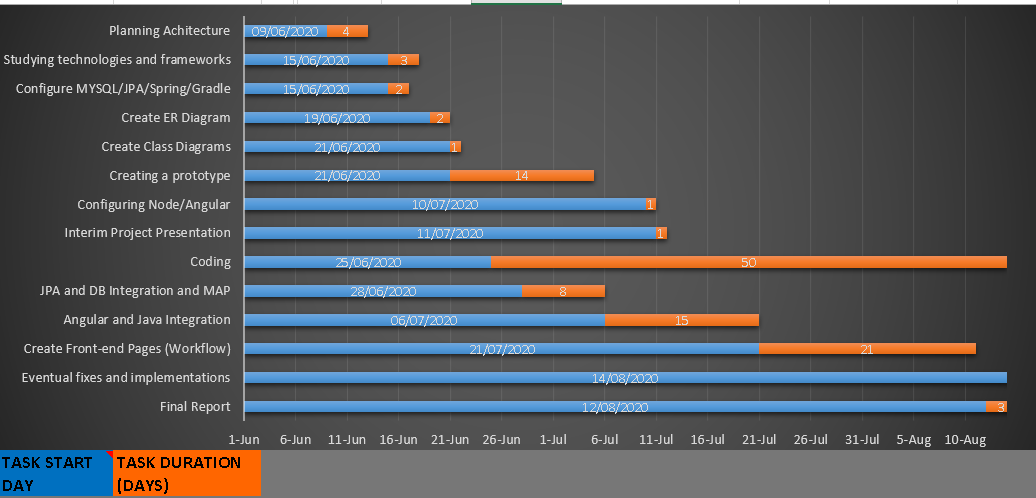 Planning Achitecture 09/06/2020 4
Studying technologies and frameworks 15/06/2020 3
Configure MYSQL/JPA/Spring/Gradle 15/06/2020 2
Create ER Diagram 19/06/2020 2
Create Class Diagrams 21/06/2020 1
Creating a prototype 21/06/2020 14
Configuring Node/Angular 10/07/2020 1
Interim Project Presentation 11/07/2020 1
Coding 25/06/2020 50
JPA and DB Integration and MAP 28/06/2020 8
Angular and Java Integration 06/07/2020 15
Create Front-end Pages (Workflow) 21/07/2020 21
Eventual fixes and implementations 14/08/2020
Final Report 12/08/2020 3
1-Jun 6-Jun 11-Jun 16-Jun 21-Jun 26-Jun 1-Jul 6-Jul 11-Jul 16-Jul 21-Jul 26-Jul 31-Jul 5-Aug 10-Aug
TASK START
DAY
TASK DURATION
(DAYS)